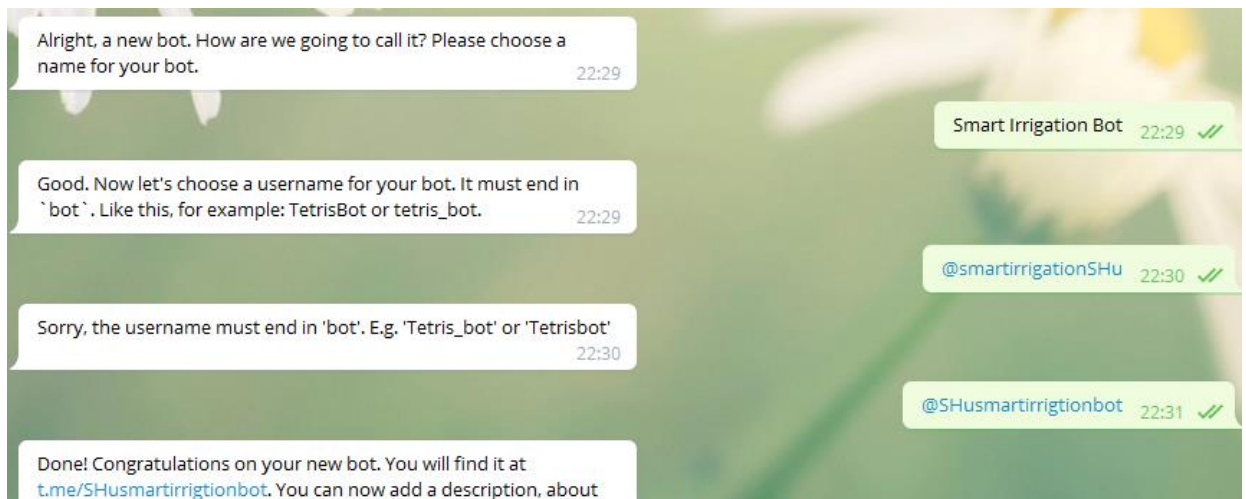 Alright, a new bot. How are we going to call it? Please choose a
name for your bot.
22:29
Smart Irrigation Bot 22:29
Good. Now let's choose a username for your bot. It must end in
`bot`. Like this, for example: TetrisBot or tetris_bot.
22:29
@smartirrigationSHu 22:30
Sorry, the username must end in 'bot'. E.g. 'Tetris_bot' or 'Tetrisbot'
22:30
@SHusmartirrigtionbot 22:31
Done! Congratulations on your new bot. You will find it at
t.me/SHusmartirrigtionbot. You can now add a description, about